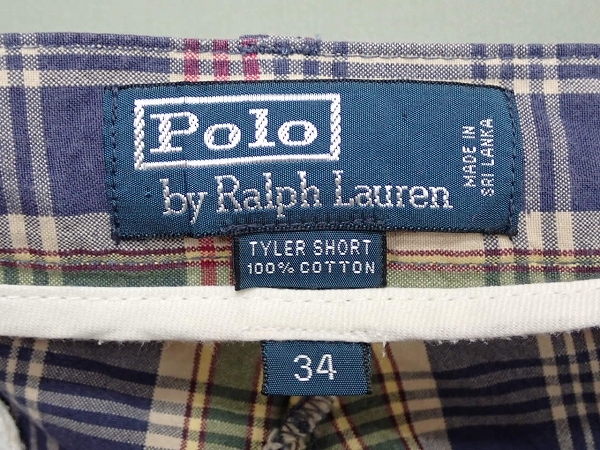 Polo
by Ralph Lauren
MADE IN
SRI LANKA
TYLER SHORT
100% COTTON
34